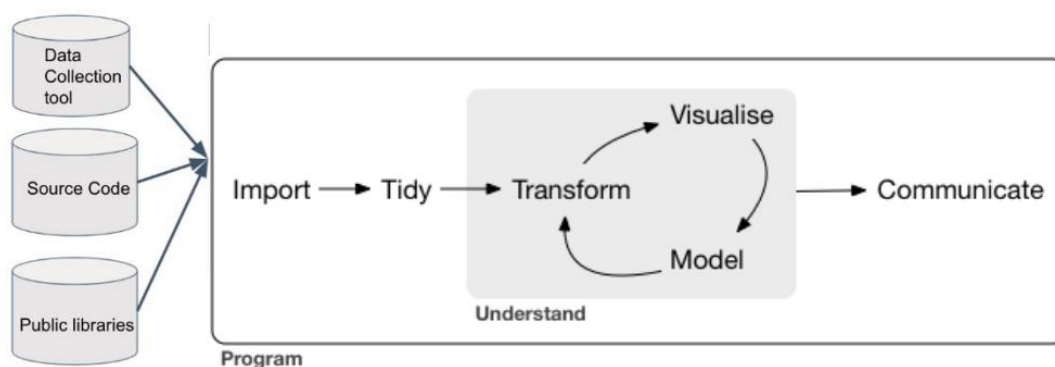 Data
Collection
tool
Source Code
Public libraries
Import
Tidy
Transform
Visualise
Model
Communicate
Understand
Program